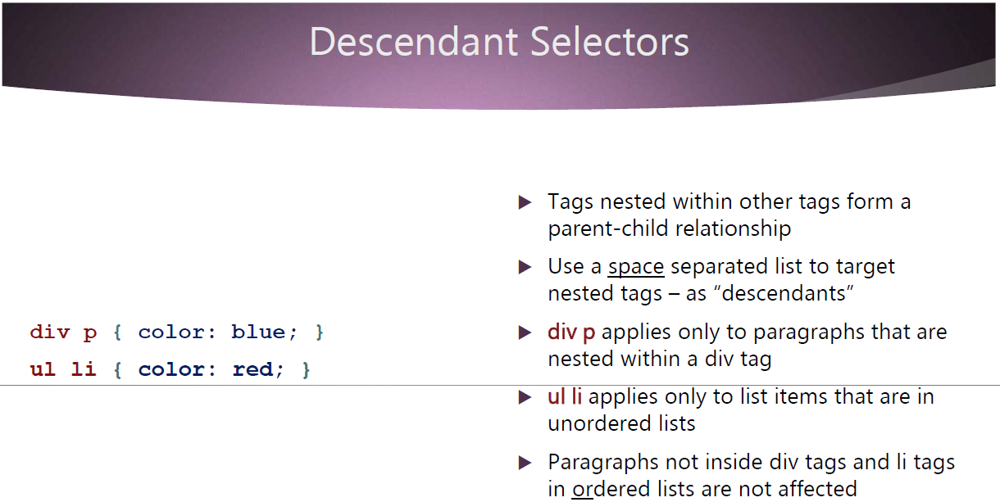 Descendant Selectors
div p { color: blue; }
ul li { color: red; }
Tags nested within other tags form a
parent-child relationship
Use a space separated list to target
nested tags – as “descendants”
div p applies only to paragraphs that are
nested within a div tag
ul li applies only to list items that are in
unordered lists
Paragraphs not inside div tags and li tags
in ordered lists are not affected